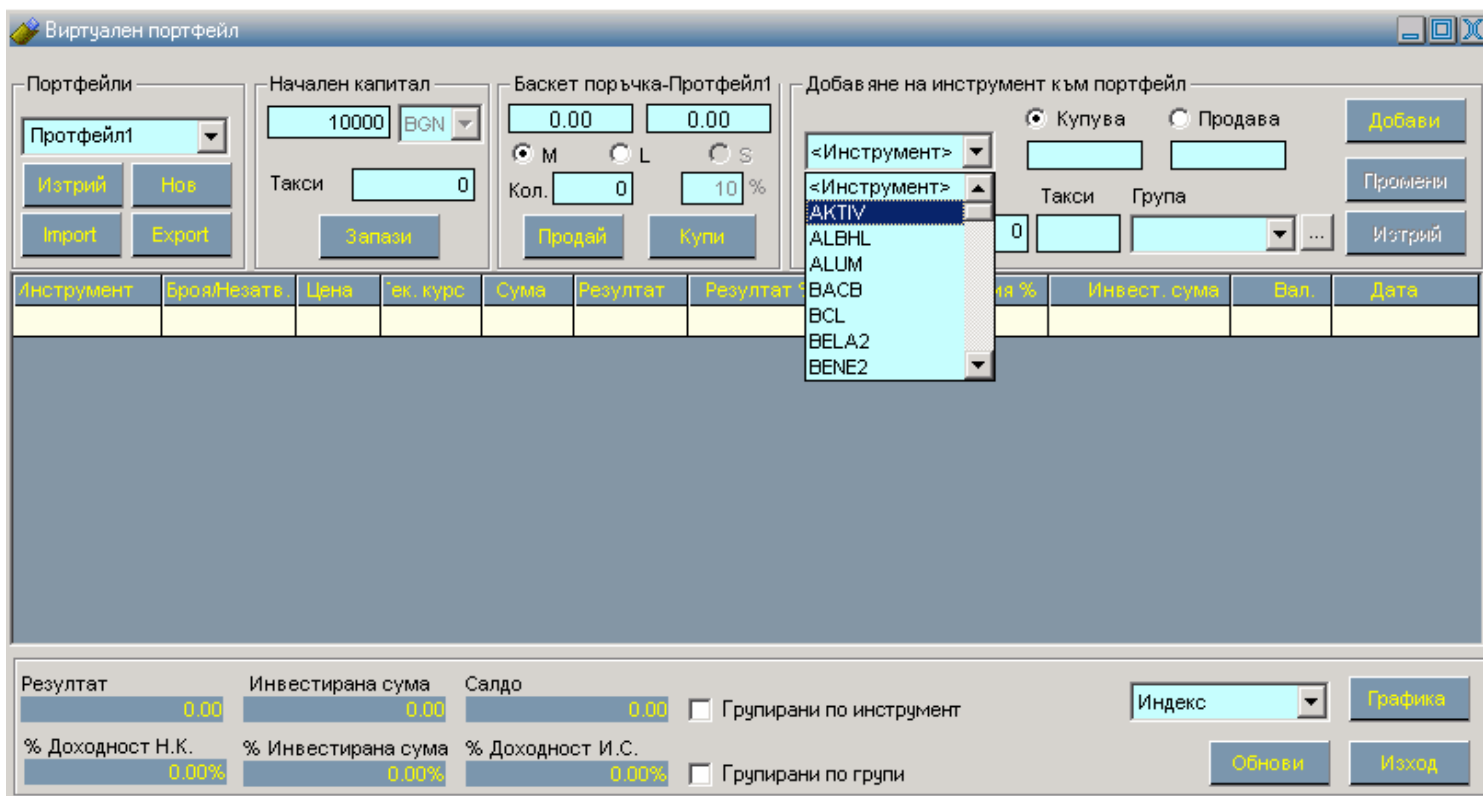 Виртуален портфейл
Портфейли
Протфейл1
Изтрий Нов
Import Export
Начален капитал
10000 BGN
Такси 0
Запази
Баскет поръчка-Протфейл1
0.00 0.00
M L S
Кол. 0 10 %
Продай Купи
Добавяне на инструмент към портфейл
Купува Продава
<Инструмент>
Такси Група
0 ...
Добави
Промени
Изтрий
<Инструмент>
AKTIV
ALBHL
ALUM
BACB
BCL
BELA2
BENE2
Инструмент Броя/Незатв. Цена Тек. курс Сума Резултат Резултат % Инвест. сума Вал. Дата
Резултат Инвестирана сума Салдо
0.00 0.00 0.00
Групирани по инструмент
Индекс Графика
% Доходност Н.К. % Инвестирана сума % Доходност И.С.
0.00% 0.00% 0.00%
Групирани по групи
Обнови Изход